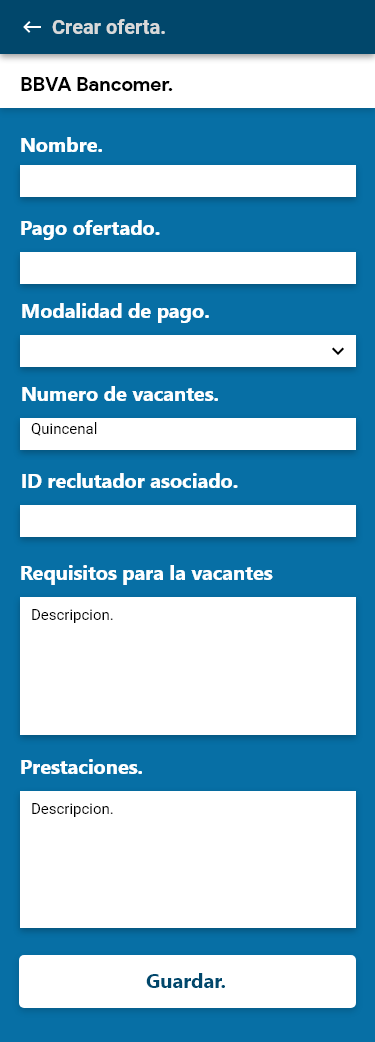 Crear oferta.
BBVA Bancomer.
Nombre.
Pago ofertado.
Modalidad de pago.
Numero de vacantes.
Quincenal
ID reclutador asociado.
Requisitos para la vacantes
Descripcion.
Prestaciones.
Descripcion.
Guardar.